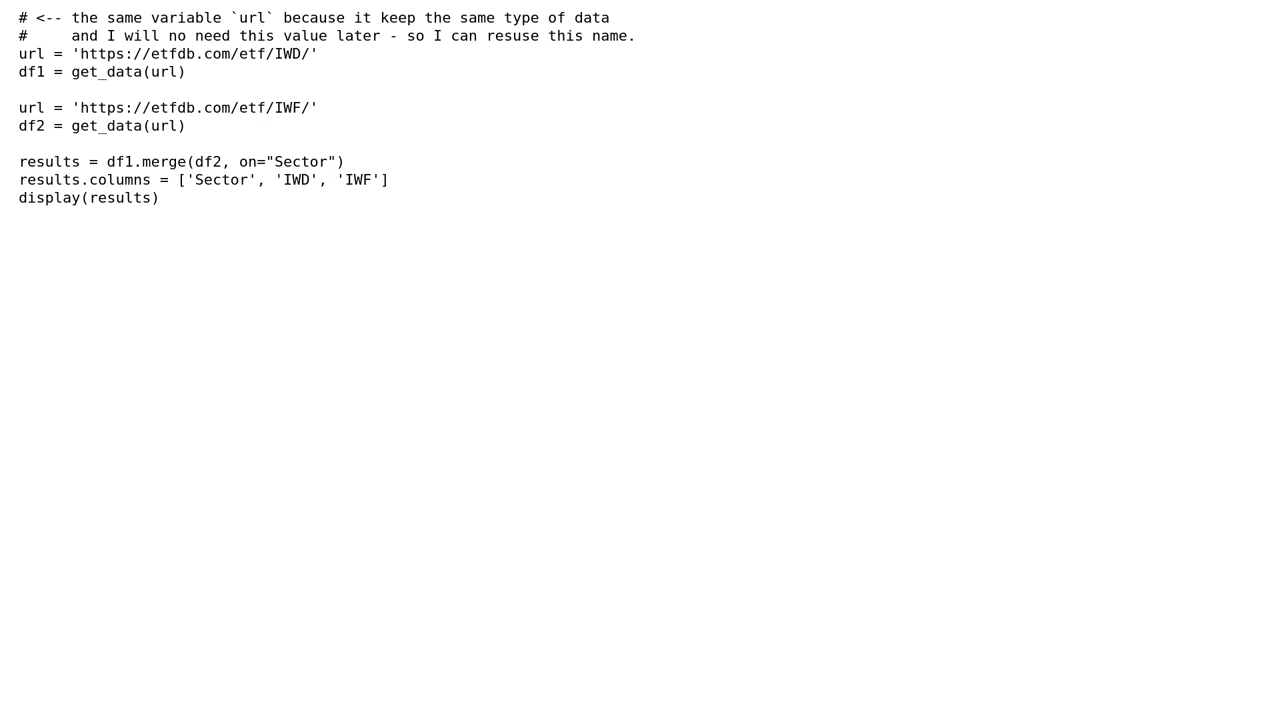 # <-- the same variable `url` because it keep the same type of data
#     and I will no need this value later - so I can resuse this name.
url = 'https://etfdb.com/etf/IWD/'
df1 = get_data(url)

url = 'https://etfdb.com/etf/IWF/'
df2 = get_data(url)

results = df1.merge(df2, on="Sector")
results.columns = ['Sector', 'IWD', 'IWF']
display(results)